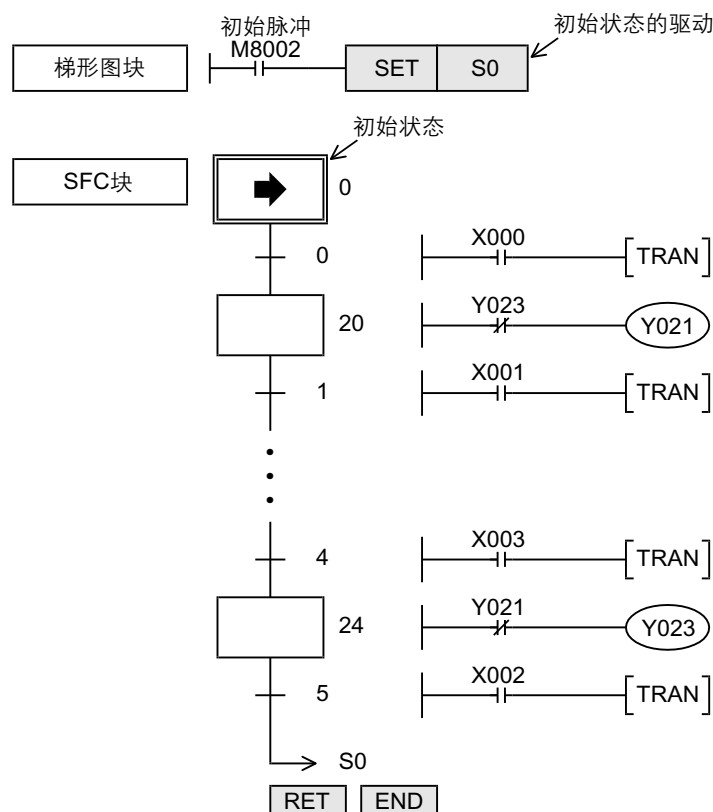 初始脉冲
初始状态的驱动
M8002
梯形图块
SET S0
初始状态
SFC块
0
0 X000 TRAN
20 Y023 Y021
1 X001 TRAN
4 X003 TRAN
24 Y021 Y023
5 X002 TRAN
S0
RET END